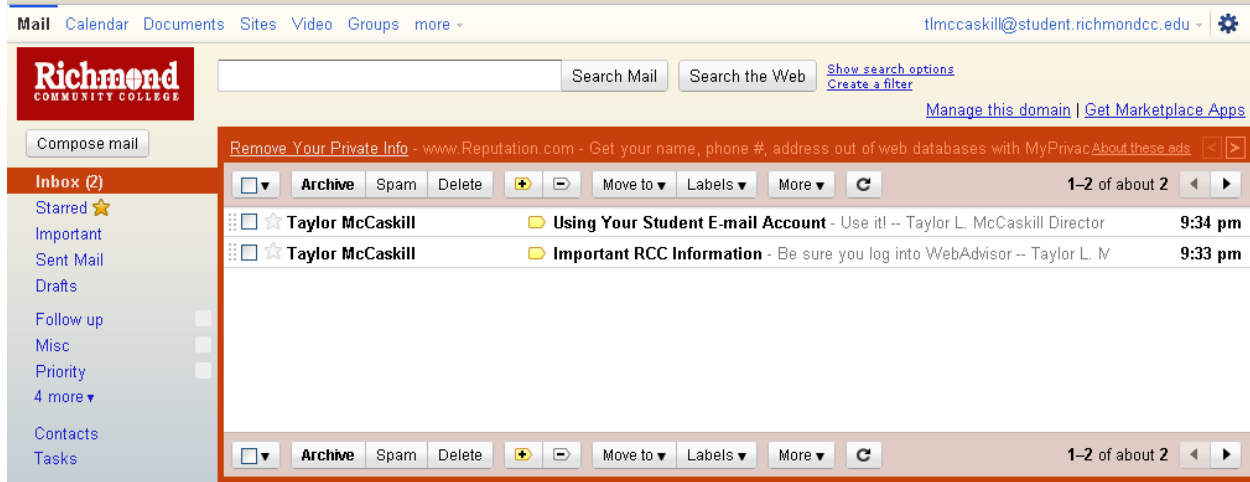 Mail Calendar Documents Sites Video Groups more
tlmccaskill@student.richmondcc.edu
Richmond
COMMUNITY COLLEGE
Search Mail Search the Web Show search options
Create a filter
Manage this domain | Get Marketplace Apps
Compose mail
Remove Your Private Info - www.Reputation.com - Get your name, phone #, address out of web databases with MyPrivac About these ads < >
Inbox (2)
Archive Spam Delete Move to Labels More 1–2 of about 2
Starred
Taylor McCaskill Using Your Student E-mail Account - Use it! -- Taylor L. McCaskill Director 9:34 pm
Important
Taylor McCaskill Important RCC Information - Be sure you log into WebAdvisor -- Taylor L. M 9:33 pm
Sent Mail
Drafts
Follow up
Misc
Priority
4 more
Contacts
Tasks
Archive Spam Delete Move to Labels More 1–2 of about 2